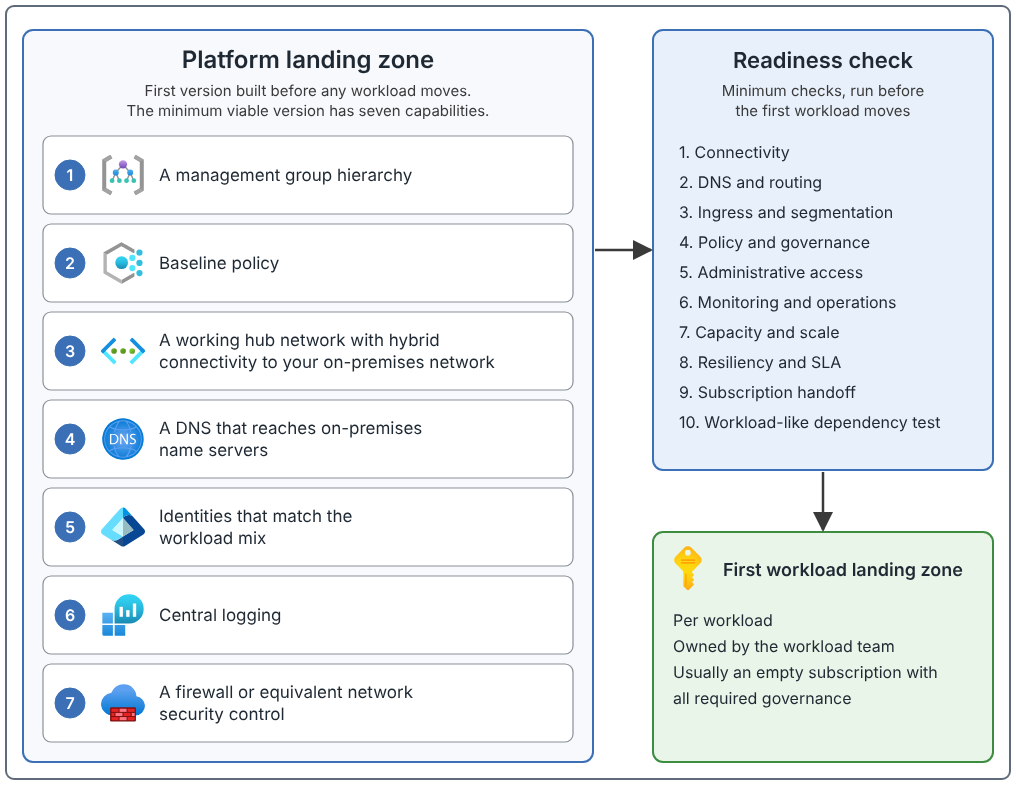 Platform landing zone
First version built before any workload moves.
The minimum viable version has seven capabilities.
1
A management group hierarchy
2
Baseline policy
3
A working hub network with hybrid
connectivity to your on-premises network
4
DNS
A DNS that reaches on-premises
name servers
5
Identities that match the
workload mix
6
Central logging
7
A firewall or equivalent network
security control
Readiness check
Minimum checks, run before
the first workload moves
1. Connectivity
2. DNS and routing
3. Ingress and segmentation
4. Policy and governance
5. Administrative access
6. Monitoring and operations
7. Capacity and scale
8. Resiliency and SLA
9. Subscription handoff
10. Workload-like dependency test
First workload landing zone
Per workload
Owned by the workload team
Usually an empty subscription with
all required governance